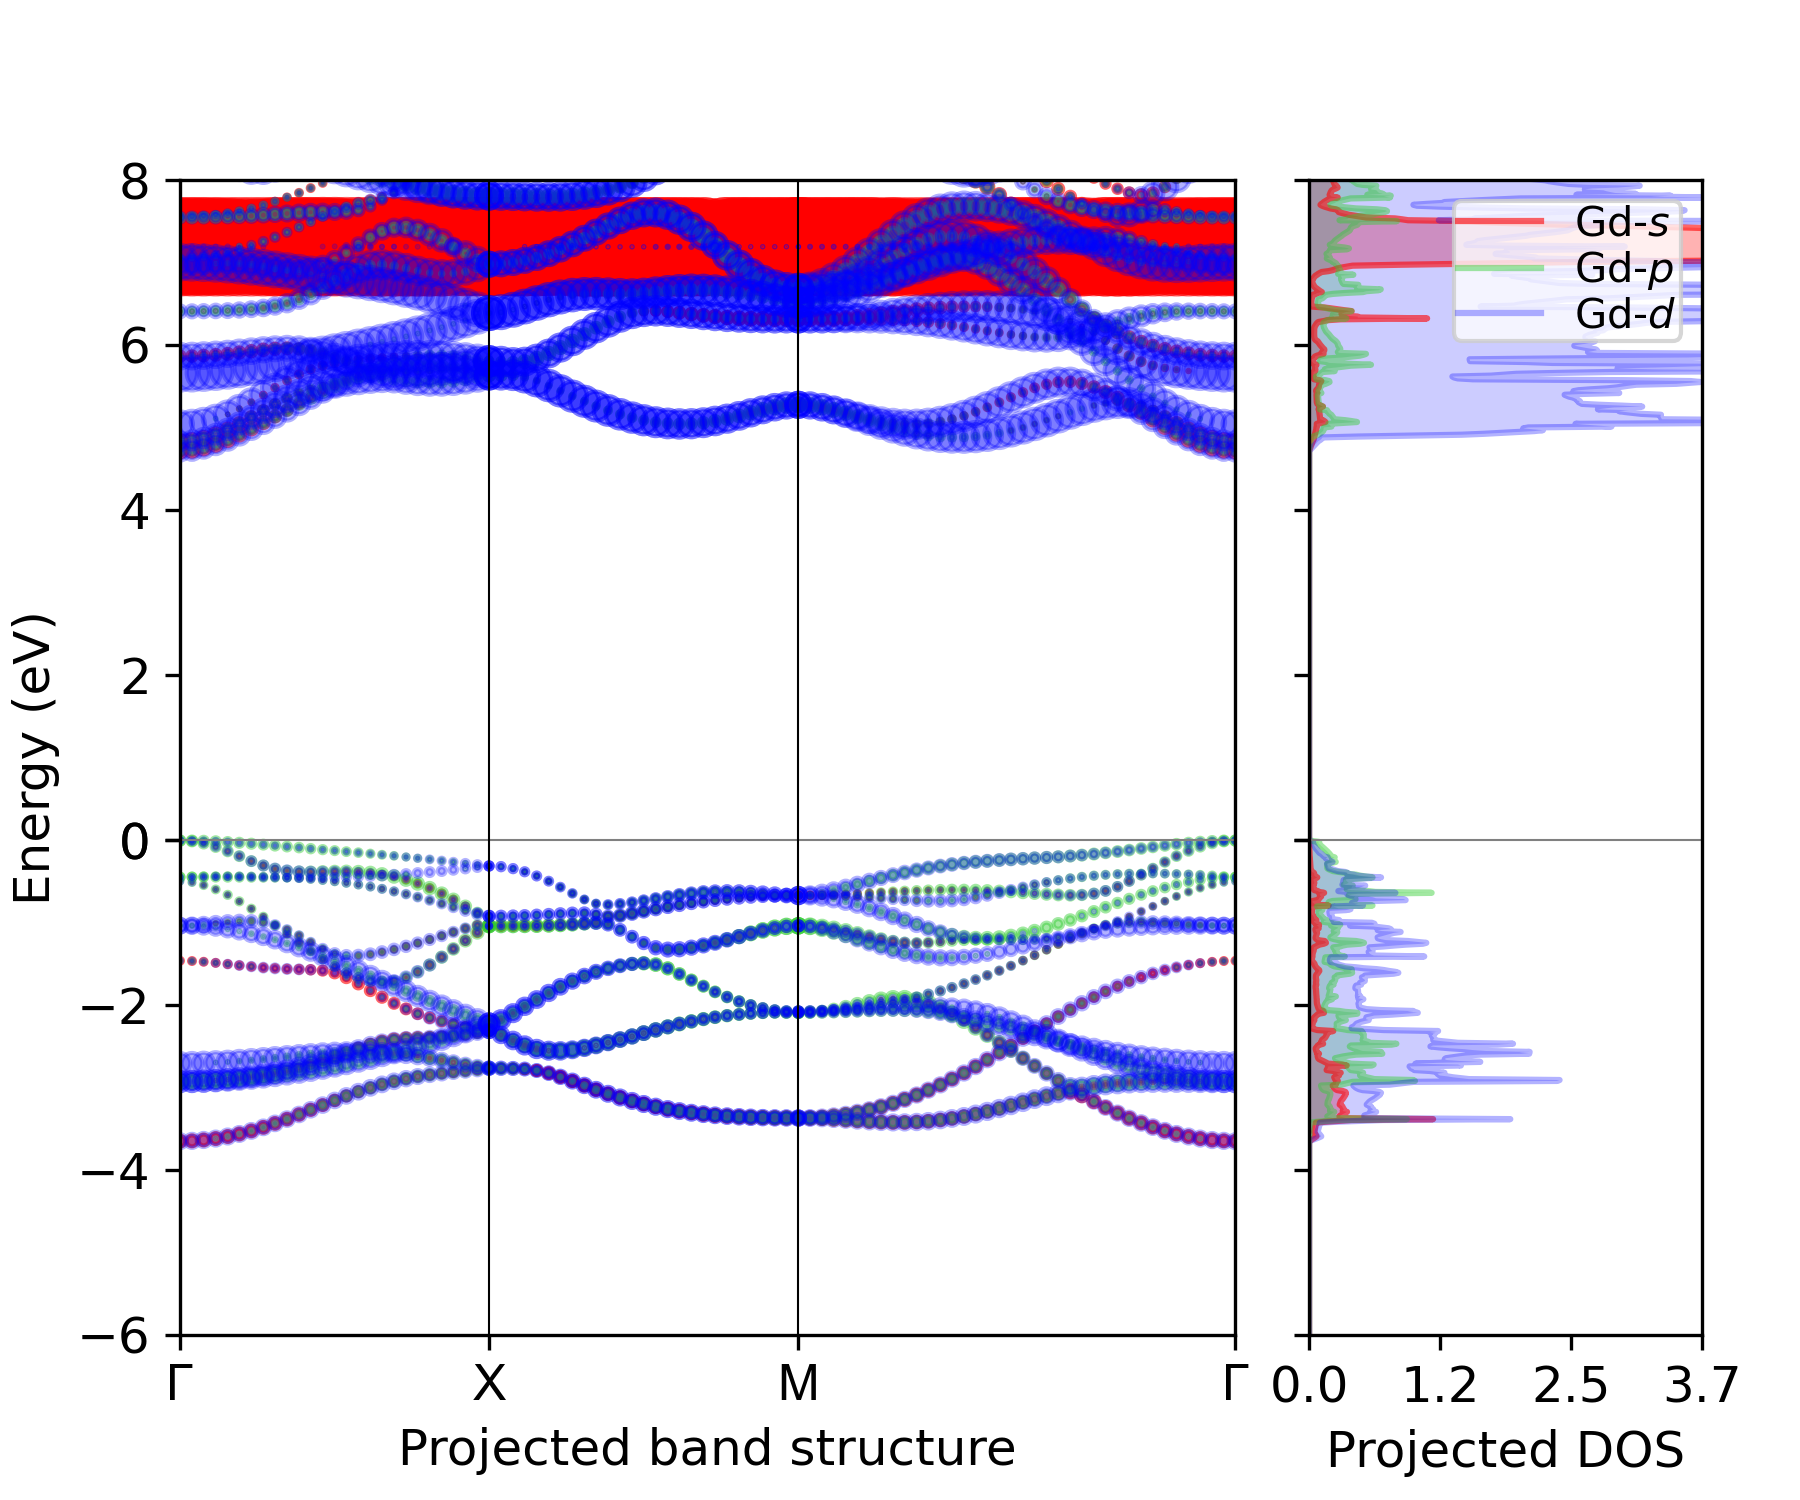 8
6
4
2
0
−2
−4
−6
Energy (eV)
Γ
X
M
Γ
Projected band structure
Gd-s
Gd-p
Gd-d
0.0
1.2
2.5
3.7
Projected DOS